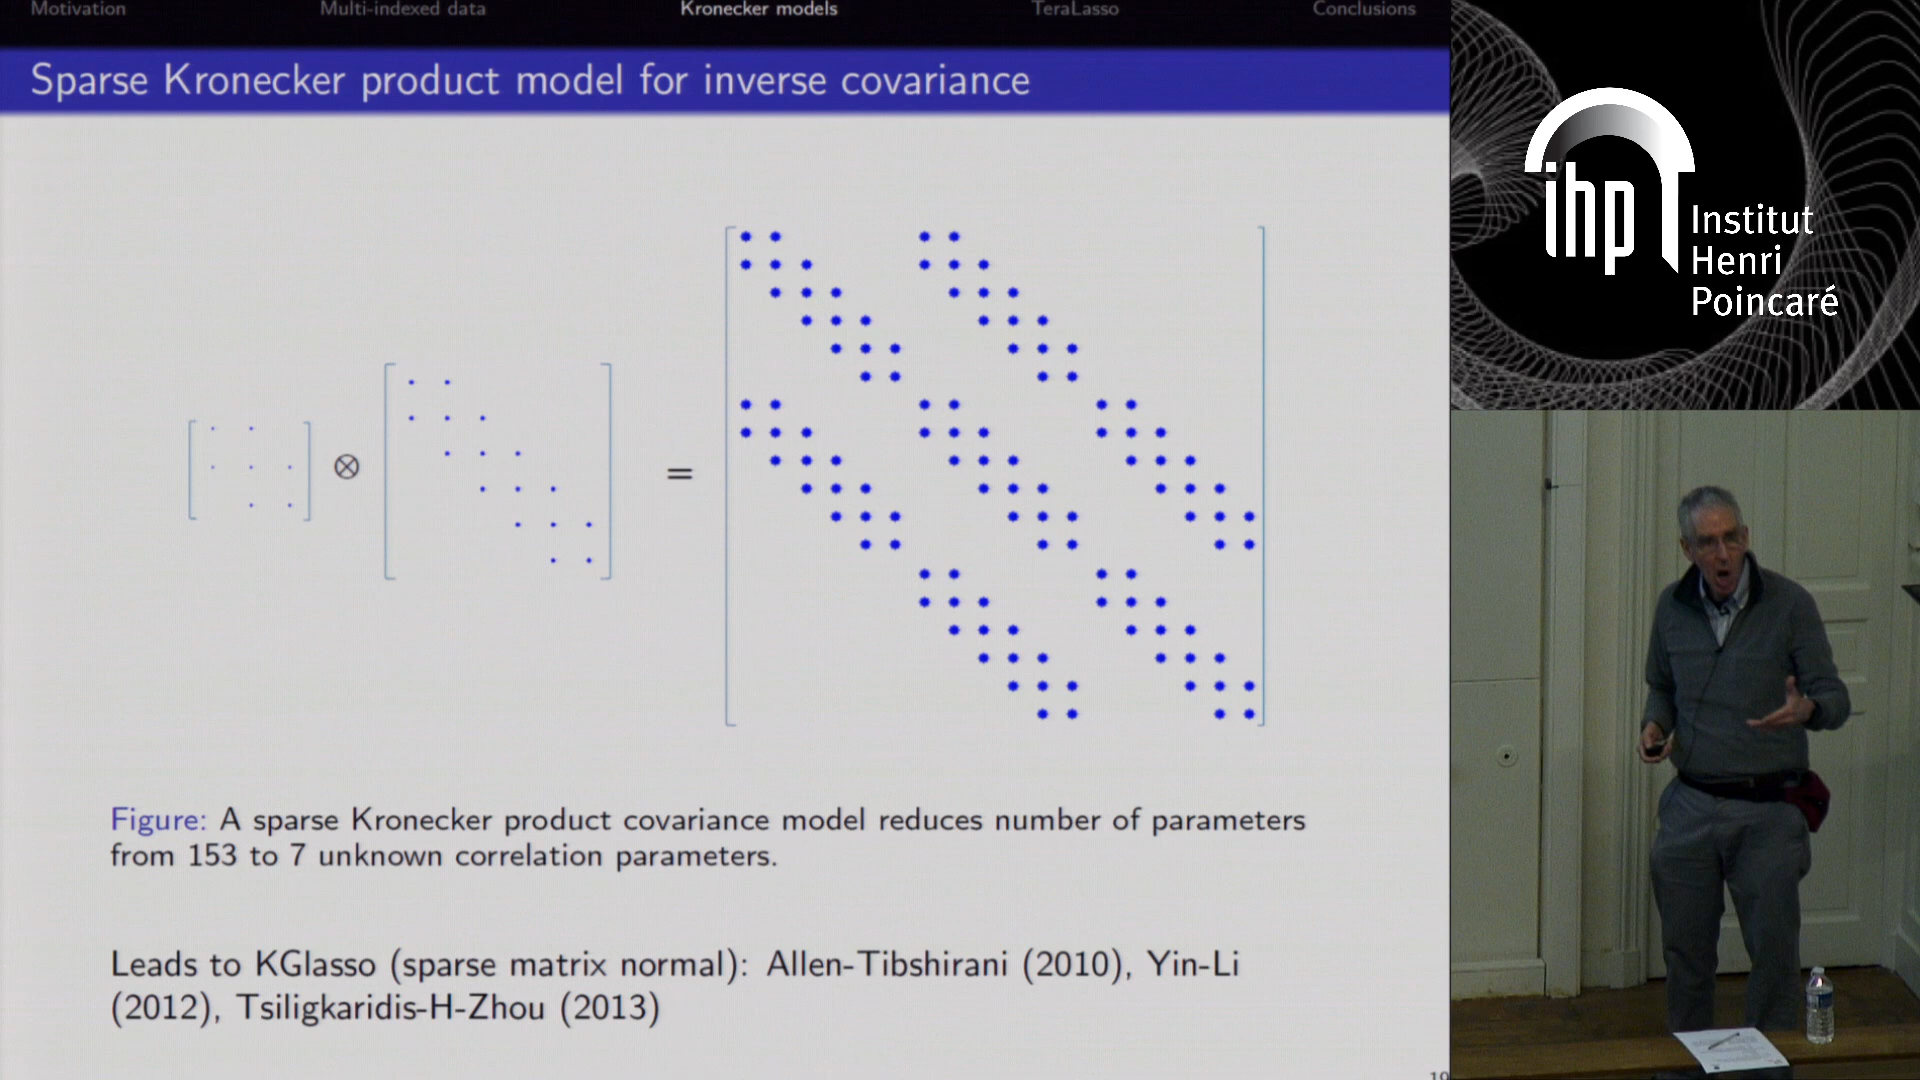 Motivation Multi-indexed data Kronecker models TeraLasso Conclusions
Sparse Kronecker product model for inverse covariance
⊗
=
Figure: A sparse Kronecker product covariance model reduces number of parameters
from 153 to 7 unknown correlation parameters.
Leads to KGlasso (sparse matrix normal): Allen-Tibshirani (2010), Yin-Li
(2012), Tsiligkaridis-H-Zhou (2013)
ihp Institut
Henri
Poincaré